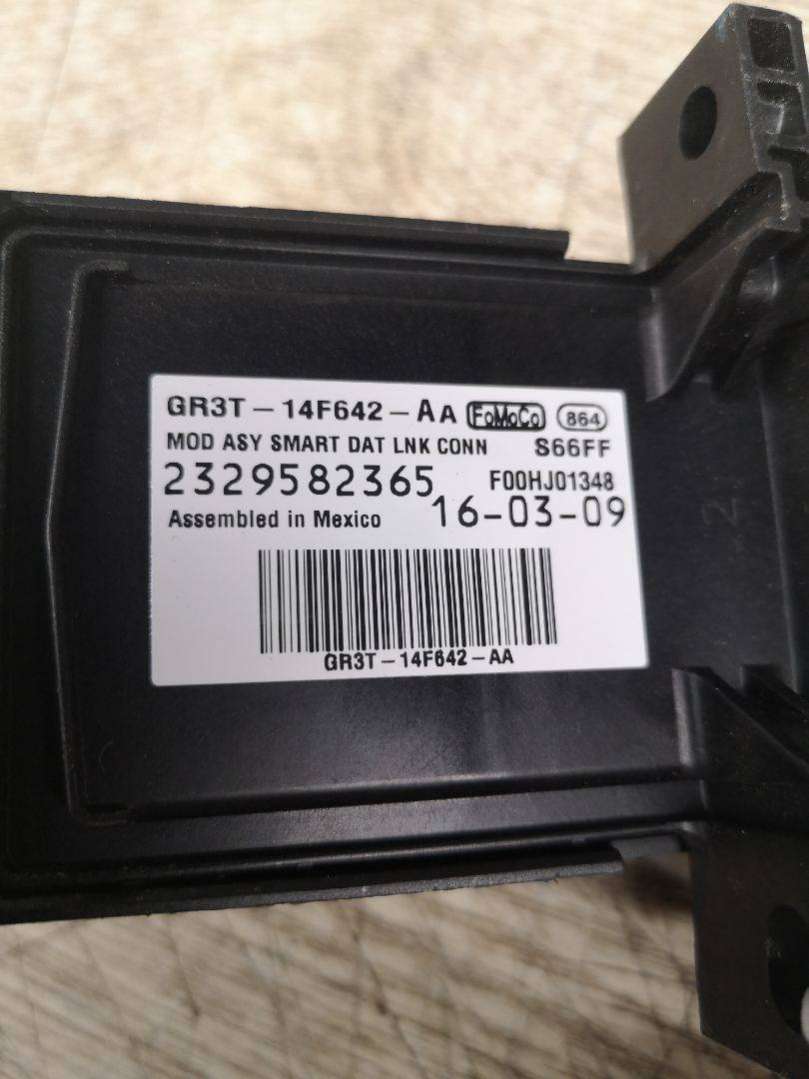 GR3T-14F642-AA FoMoCo 864
MOD ASY SMART DAT LNK CONN S66FF
2329582365 F00HJ01348
Assembled in Mexico 16-03-09
GR3T-14F642-AA
2